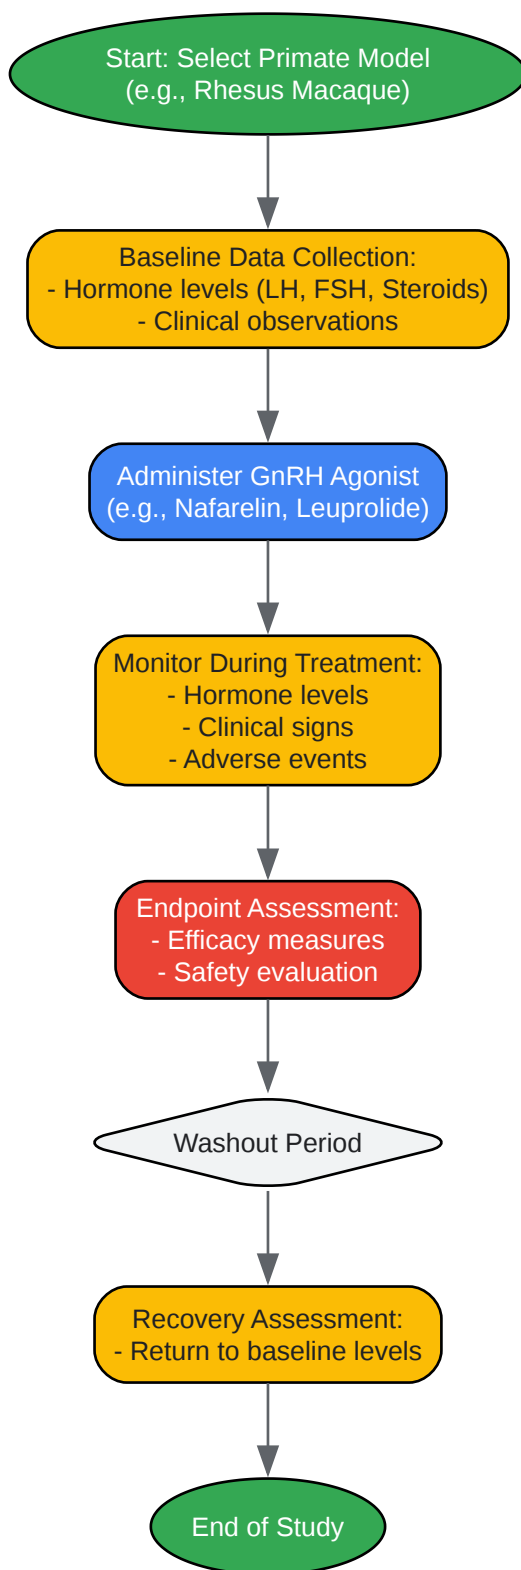 Start: Select Primate Model
(e.g., Rhesus Macaque)
Baseline Data Collection:
- Hormone levels (LH, FSH, Steroids)
- Clinical observations
Administer GnRH Agonist
(e.g., Nafarelin, Leuprolide)
Monitor During Treatment:
- Hormone levels
- Clinical signs
- Adverse events
Endpoint Assessment:
- Efficacy measures
- Safety evaluation
Washout Period
Recovery Assessment:
- Return to baseline levels
End of Study